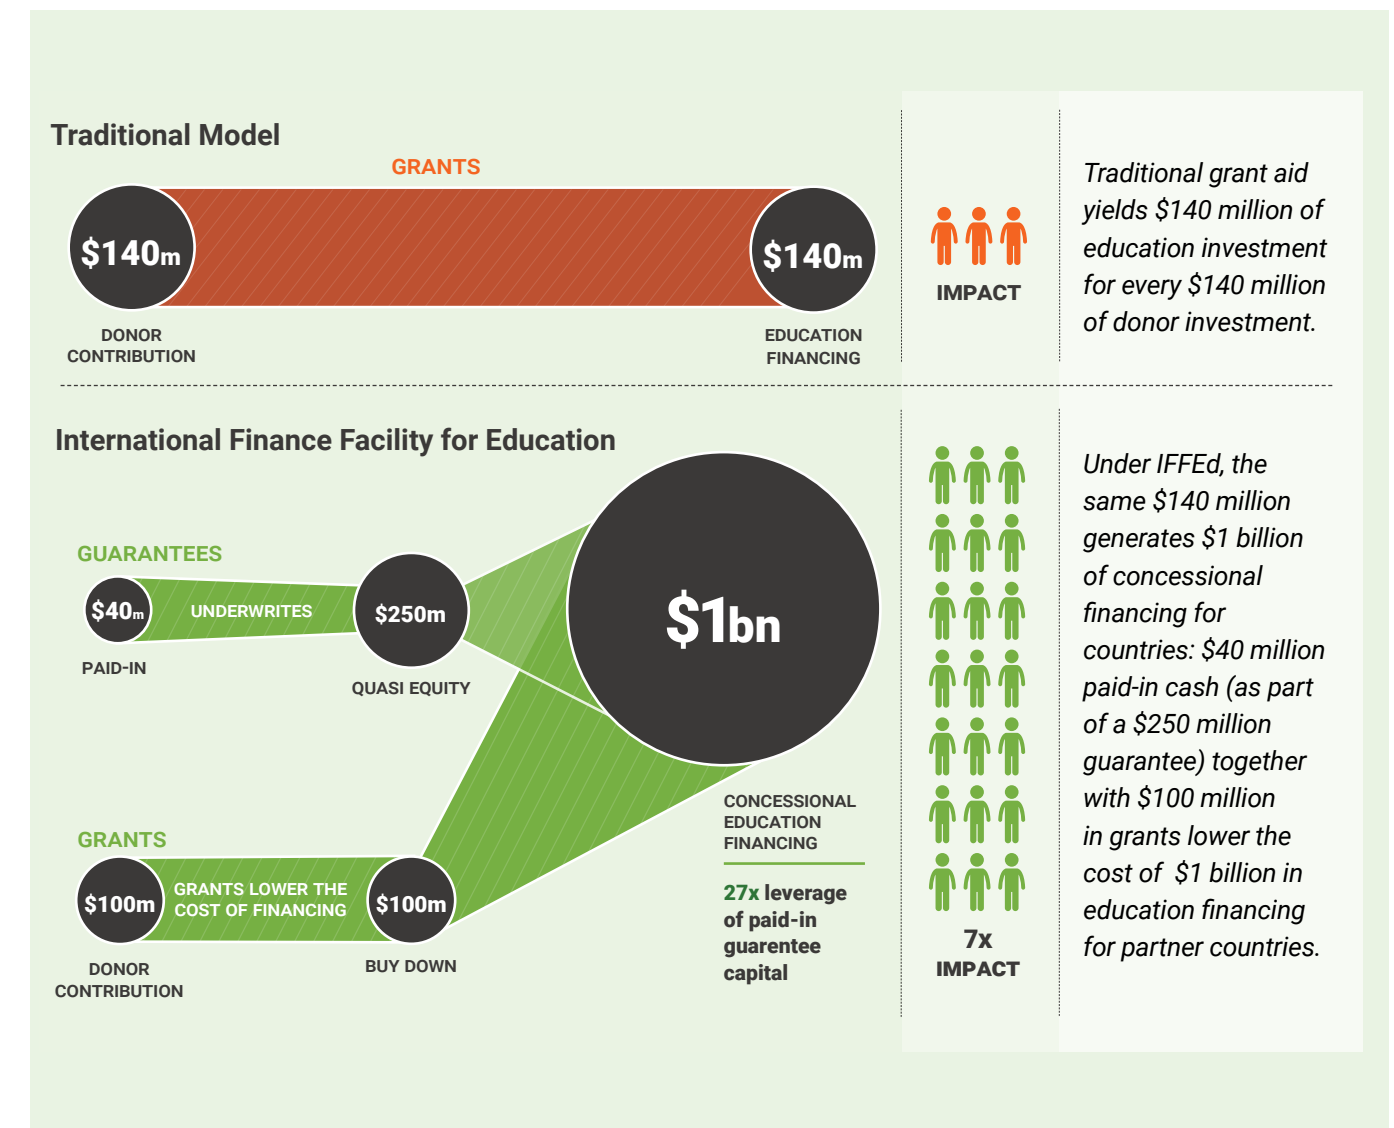 Traditional Model
GRANTS
$140m
$140m
DONOR
CONTRIBUTION
EDUCATION
FINANCING
IMPACT
Traditional grant aid
yields $140 million of
education investment
for every $140 million
of donor investment.
International Finance Facility for Education
GUARANTEES
$40m
UNDERWRITES
$250m
PAID-IN
QUASI EQUITY
$1bn
GRANTS
$100m
GRANTS LOWER THE
COST OF FINANCING
$100m
DONOR
CONTRIBUTION
BUY DOWN
CONCESSIONAL
EDUCATION
FINANCING
27x leverage
of paid-in
guarentee
capital
7x
IMPACT
Under IFFEd, the
same $140 million
generates $1 billion
of concessional
financing for
countries: $40 million
paid-in cash (as part
of a $250 million
guarantee) together
with $100 million
in grants lower the
cost of $1 billion in
education financing
for partner countries.